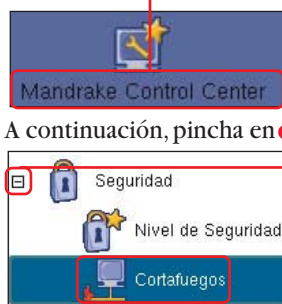 Mandrake Control Center
A continuación, pincha en
Seguridad
Nivel de Seguridad
Cortafuegos